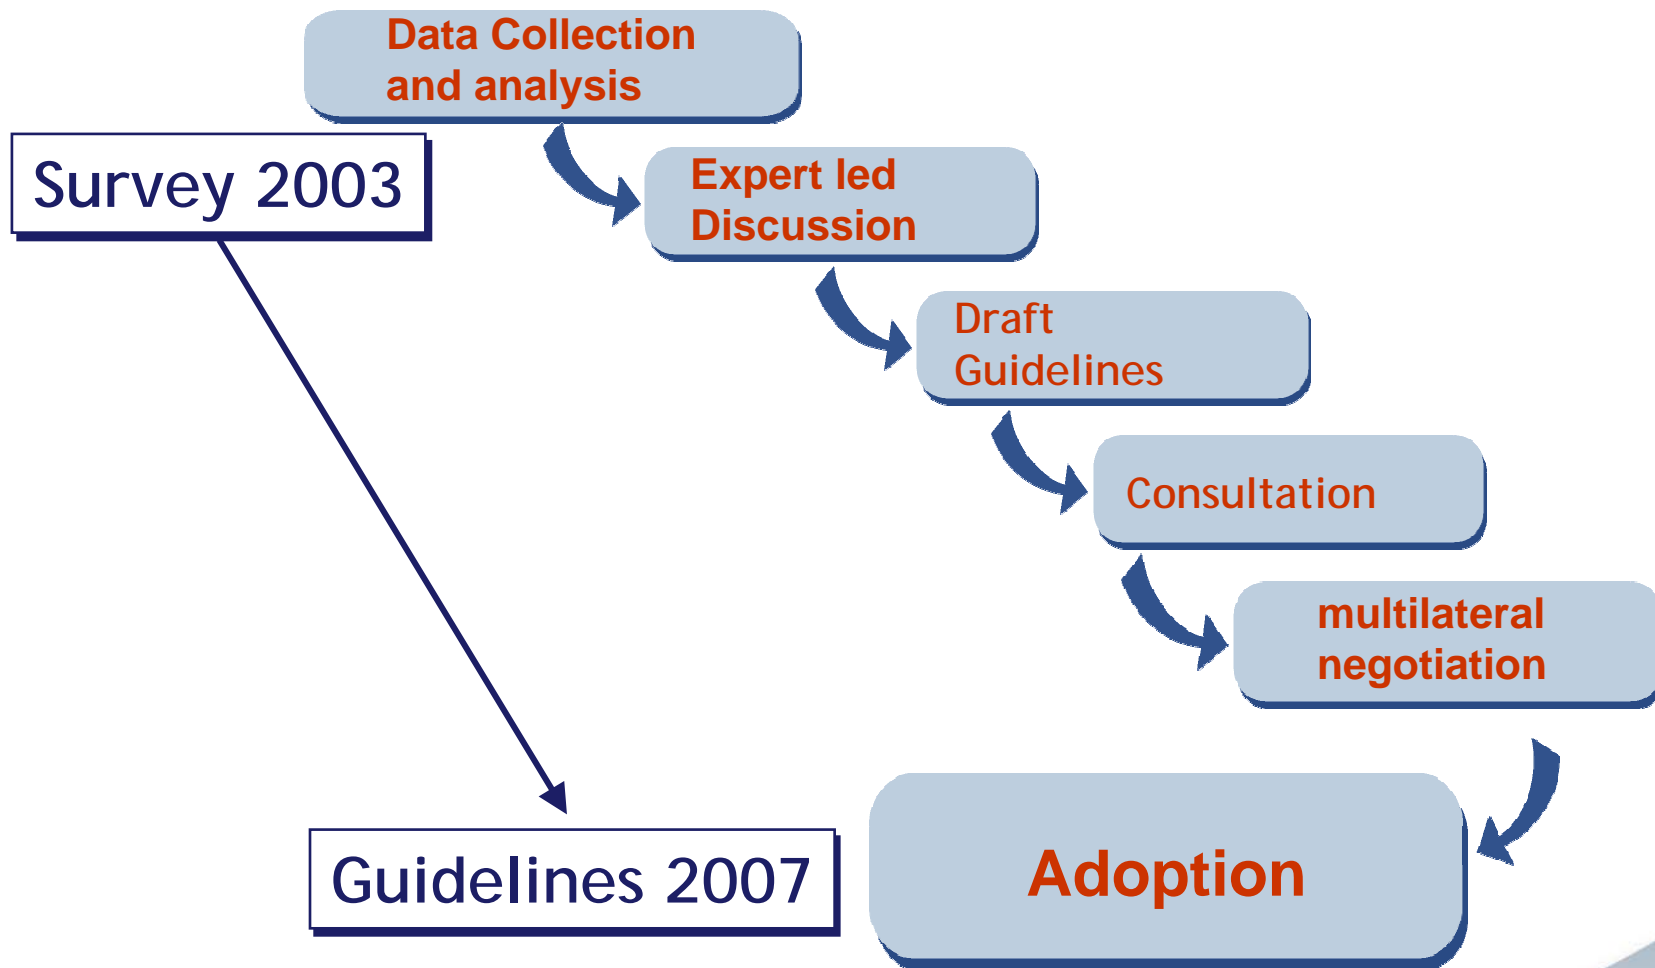 Data Collection
and analysis
Survey 2003
Expert led
Discussion
Draft
Guidelines
Consultation
multilateral
negotiation
Guidelines 2007
Adoption